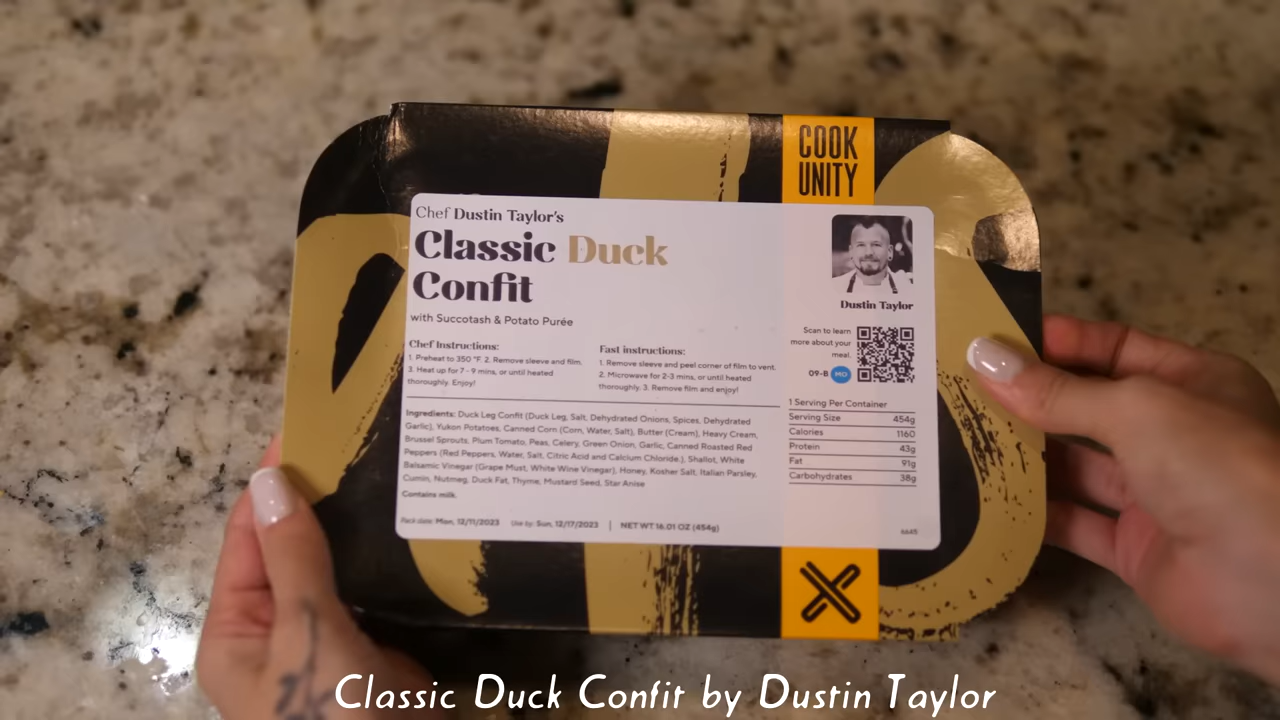 COOK
UNITY
Chef Dustin Taylor's
Classic Duck
Confit
with Succotash & Potato Purée
Chef Instructions:
1. Preheat to 350 °F. 2. Remove sleeve and film.
3. Heat up for 7 - 9 mins, or until heated
thoroughly. Enjoy!
Fast instructions:
1. Remove sleeve and peel corner of film to vent.
2. Microwave for 2-3 mins, or until heated
thoroughly. 3. Remove film and enjoy!
Ingredients: Duck Leg Confit (Duck Leg, Salt, Dehydrated Onions, Spices, Dehydrated
Garlic), Yukon Potatoes, Canned Corn (Corn, Water, Salt), Butter (Cream), Heavy Cream,
Brussel Sprouts, Plum Tomato, Peas, Celery, Green Onion, Garlic, Canned Roasted Red
Peppers (Red Peppers, Water, Salt, Citric Acid and Calcium Chloride.), Shallot, White
Balsamic Vinegar (Grape Must, White Wine Vinegar), Honey, Kosher Salt, Italian Parsley,
Cumin, Nutmeg, Duck Fat, Thyme, Mustard Seed, Star Anise
Contains milk.
Pack date: Mon, 12/11/2023 Use by: Sun, 12/17/2023 | NET WT 16.01 OZ (454g)
Dustin Taylor
Scan to learn
more about your
meal.
09-B MO
1 Serving Per Container
Serving Size 454g
Calories 1160
Protein 43g
Fat 91g
Carbohydrates 38g
6645
Classic Duck Confit by Dustin Taylor